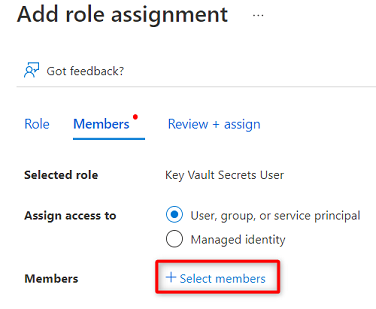 Add role assignment ...
Got feedback?
Role Members Review + assign
Selected role Key Vault Secrets User
Assign access to User, group, or service principal
Managed identity
Members + Select members